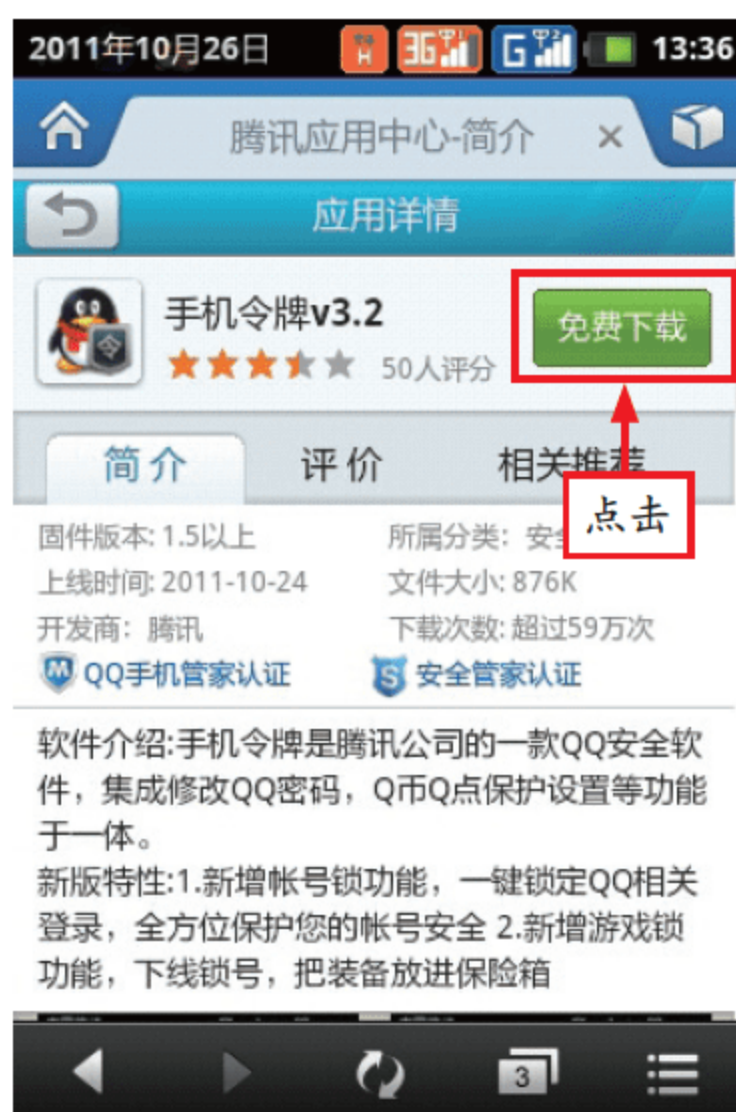 2011年10月26日 H 3G 1 G 2 13:36
腾讯应用中心-简介 ×
应用详情
手机令牌v3.2
50人评分
免费下载
简介 评价 相关推荐
点击
固件版本: 1.5以上 所属分类: 安
上线时间: 2011-10-24 文件大小: 876K
开发商: 腾讯 下载次数: 超过59万次
QQ手机管家认证 安全管家认证
软件介绍:手机令牌是腾讯公司的一款QQ安全软
件，集成修改QQ密码，Q币Q点保护设置等功能
于一体。
新版特性:1.新增帐号锁功能，一键锁定QQ相关
登录，全方位保护您的帐号安全 2.新增游戏锁
功能，下线锁号，把装备放进保险箱
3